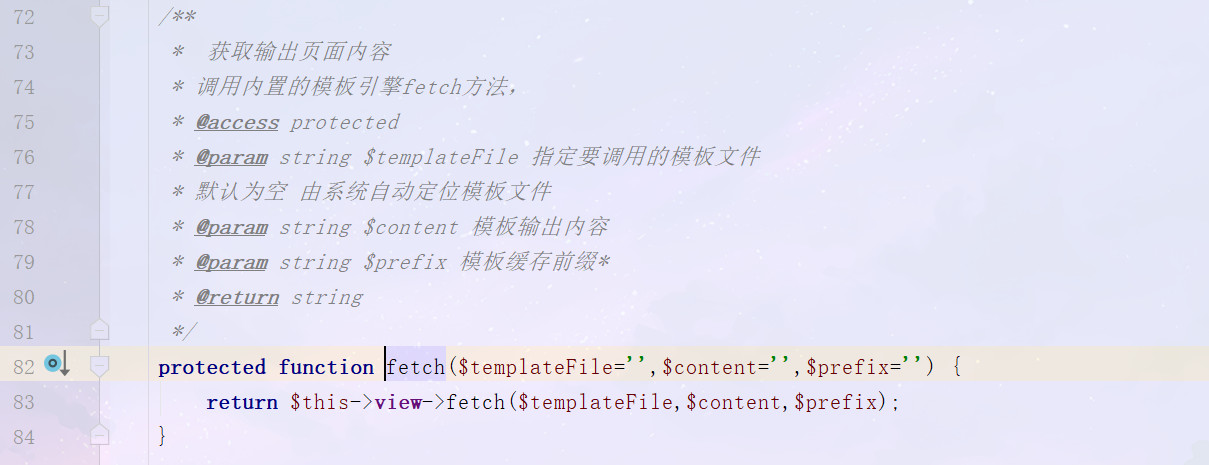 72 /**
73  *  获取输出页面内容
74  * 调用内置的模板引擎fetch方法，
75  * @access protected
76  * @param string $templateFile 指定要调用的模板文件
77  * 默认为空 由系统自动定位模板文件
78  * @param string $content 模板输出内容
79  * @param string $prefix 模板缓存前缀*
80  * @return string
81  */
82 protected function fetch($templateFile='',$content='',$prefix='') {
83     return $this->view->fetch($templateFile,$content,$prefix);
84 }